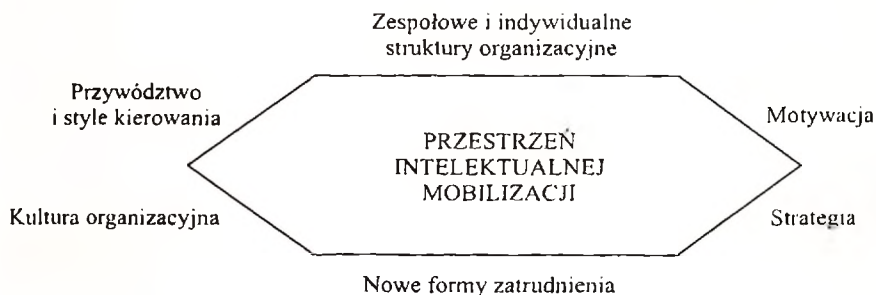 Zespołowe i indywidualne
struktury organizacyjne
Przywództwo
i style kierowania
Motywacja
PRZESTRZEŃ
INTELEKTUALNEJ
MOBILIZACJI
Kultura organizacyjna
Strategia
Nowe formy zatrudnienia